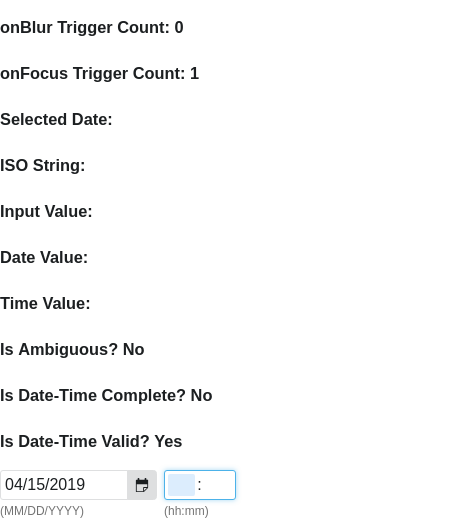 onBlur Trigger Count: 0
onFocus Trigger Count: 1
Selected Date:
ISO String:
Input Value:
Date Value:
Time Value:
Is Ambiguous? No
Is Date-Time Complete? No
Is Date-Time Valid? Yes
04/15/2019 :
(MM/DD/YYYY) (hh:mm)